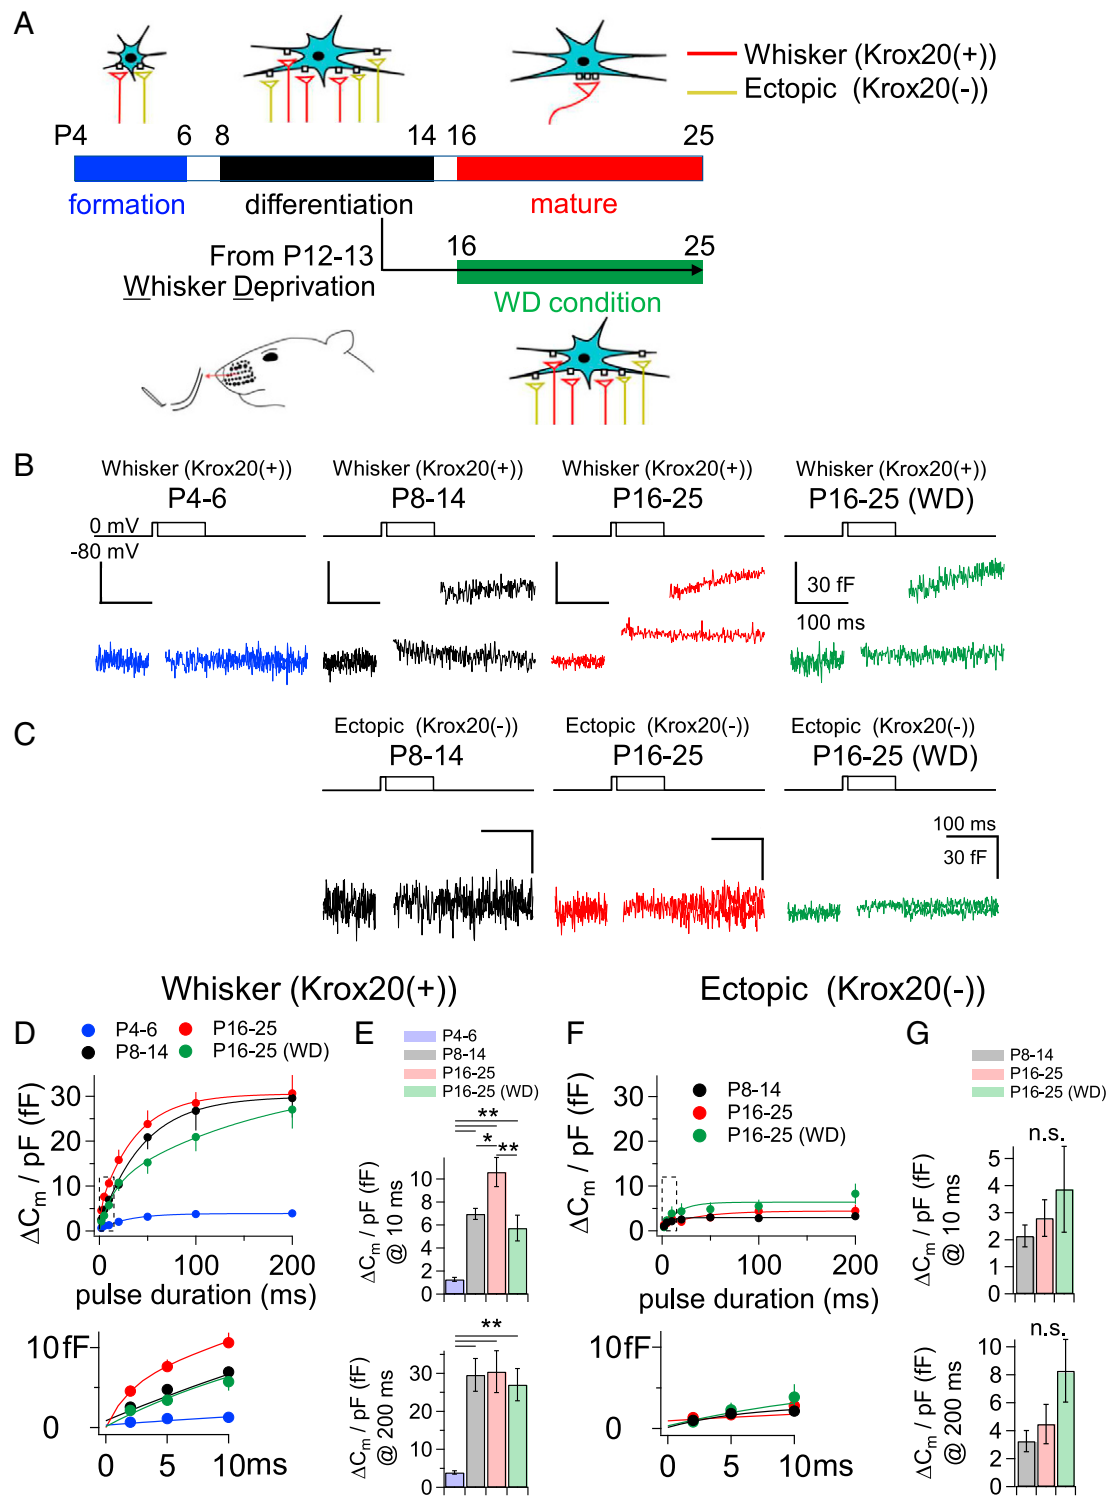 A
Whisker (Krox20(+))
Ectopic (Krox20(-))
P4 6 8 14 16 25
formation differentiation mature
From P12-13
Whisker Deprivation
16 25
WD condition
B
Whisker (Krox20(+)) Whisker (Krox20(+)) Whisker (Krox20(+)) Whisker (Krox20(+))
P4-6 P8-14 P16-25 P16-25 (WD)
0 mV
-80 mV
30 fF
100 ms
C
Ectopic (Krox20(-)) Ectopic (Krox20(-)) Ectopic (Krox20(-))
P8-14 P16-25 P16-25 (WD)
100 ms
30 fF
Whisker (Krox20(+)) Ectopic (Krox20(-))
D
P4-6 P16-25
P8-14 P16-25 (WD)
ΔCm / pF (fF)
30
20
10
0
0 100 200
pulse duration (ms)
10fF
0
0 5 10ms
E
P4-6
P8-14
P16-25
P16-25 (WD)
ΔCm / pF (fF)
@ 10 ms
**
* **
10
8
6
4
2
0
ΔCm / pF (fF)
@ 200 ms
**
30
20
10
0
F
P8-14
P16-25
P16-25 (WD)
ΔCm / pF (fF)
30
20
10
0
0 100 200
pulse duration (ms)
10fF
0
0 5 10ms
G
P8-14
P16-25
P16-25 (WD)
ΔCm / pF (fF)
@ 10 ms
n.s.
5
4
3
2
1
0
ΔCm / pF (fF)
@ 200 ms
n.s.
10
8
6
4
2
0